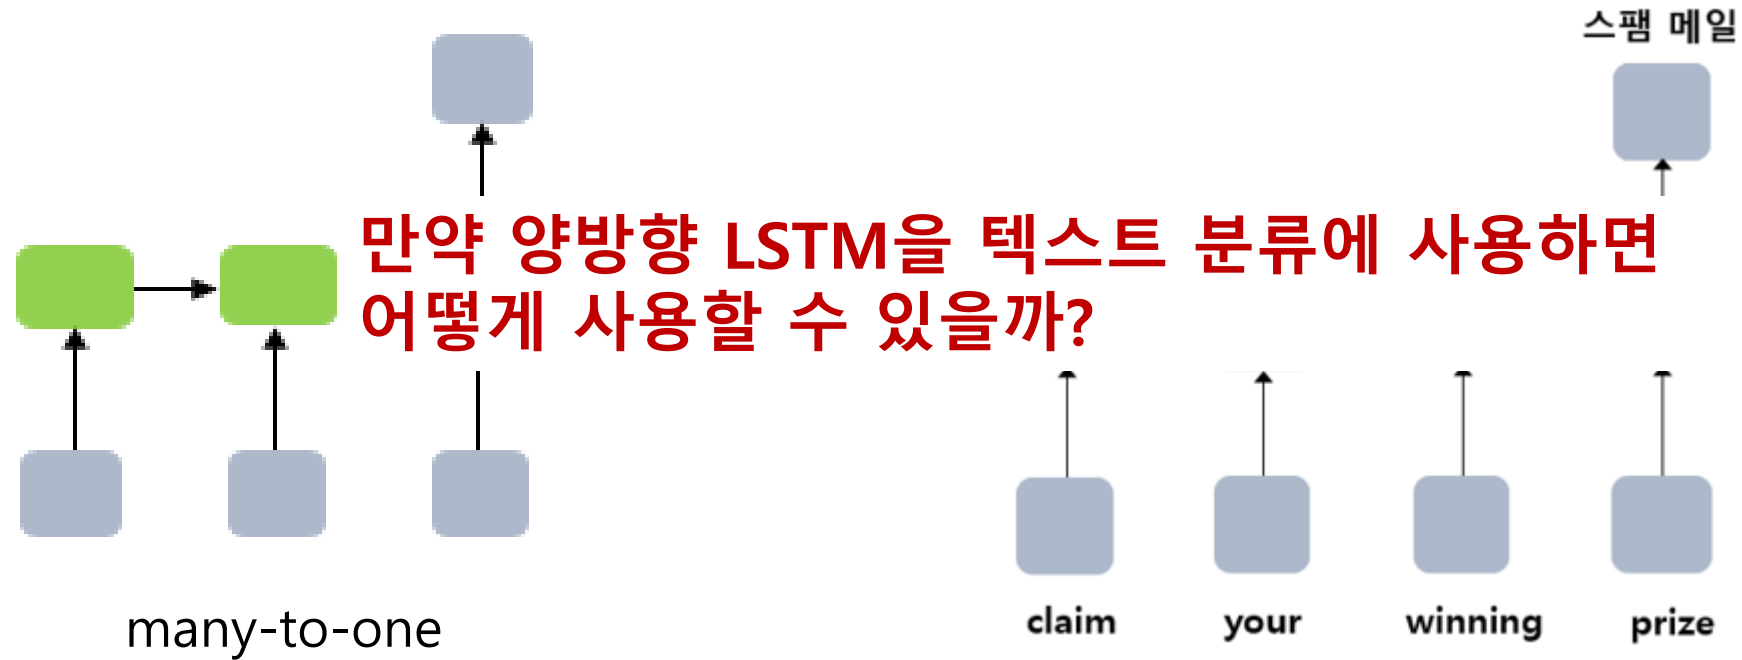 스팸 메일
만약 양방향 LSTM을 텍스트 분류에 사용하면
어떻게 사용할 수 있을까?
claim your winning prize
many-to-one